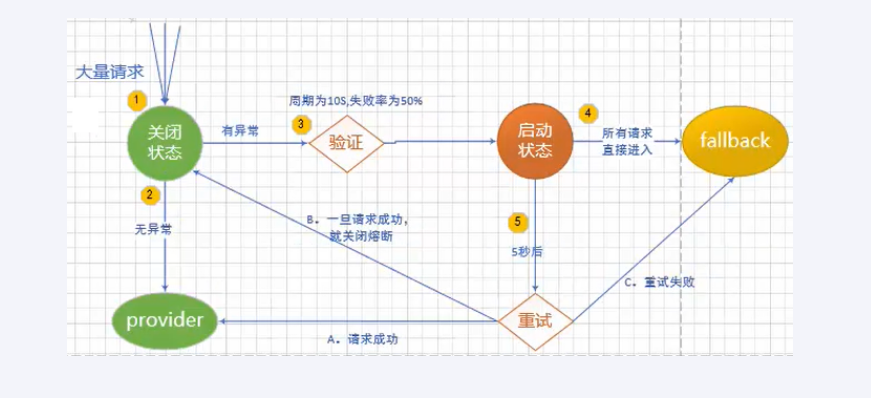 大量请求
1
关闭
状态
有异常
周期为10S,失败率为50%
3
验证
启动
状态
4
所有请求
直接进入
fallback
2
无异常
B. 一旦请求成功,
就关闭熔断
5
5秒后
C. 重试失败
provider
重试
A. 请求成功